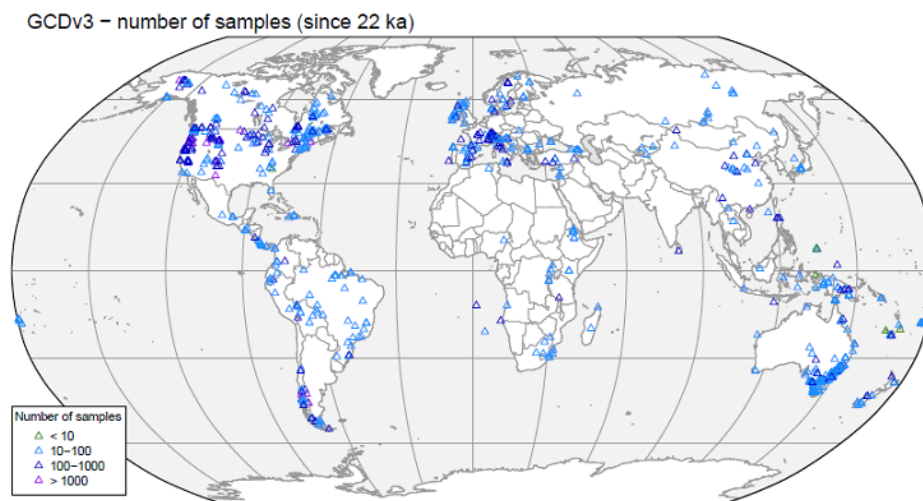 GCDv3 − number of samples (since 22 ka)
Number of samples
< 10
10−100
100−1000
> 1000